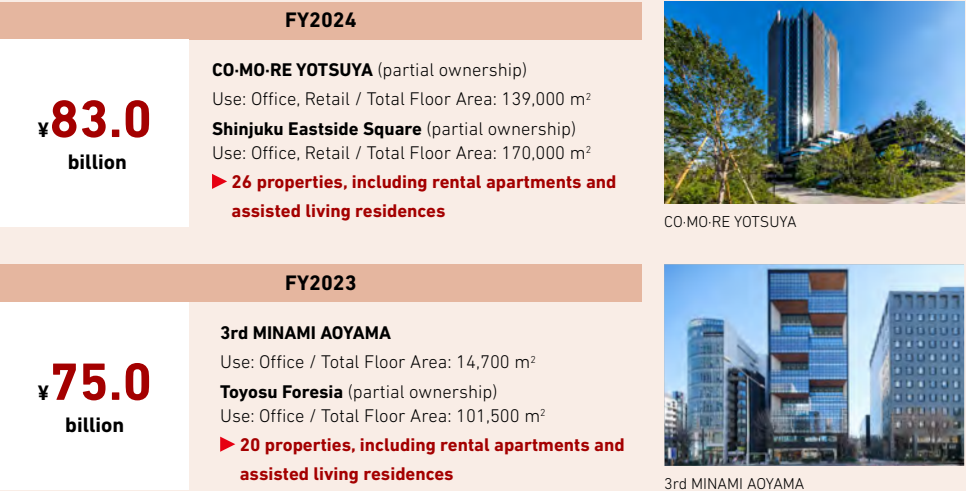 FY2024
¥83.0
billion
CO·MO·RE YOTSUYA (partial ownership)
Use: Office, Retail / Total Floor Area: 139,000 m²
Shinjuku Eastside Square (partial ownership)
Use: Office, Retail / Total Floor Area: 170,000 m²
▶ 26 properties, including rental apartments and
assisted living residences
CO·MO·RE YOTSUYA
FY2023
¥75.0
billion
3rd MINAMI AOYAMA
Use: Office / Total Floor Area: 14,700 m²
Toyosu Foresia (partial ownership)
Use: Office / Total Floor Area: 101,500 m²
▶ 20 properties, including rental apartments and
assisted living residences
3rd MINAMI AOYAMA